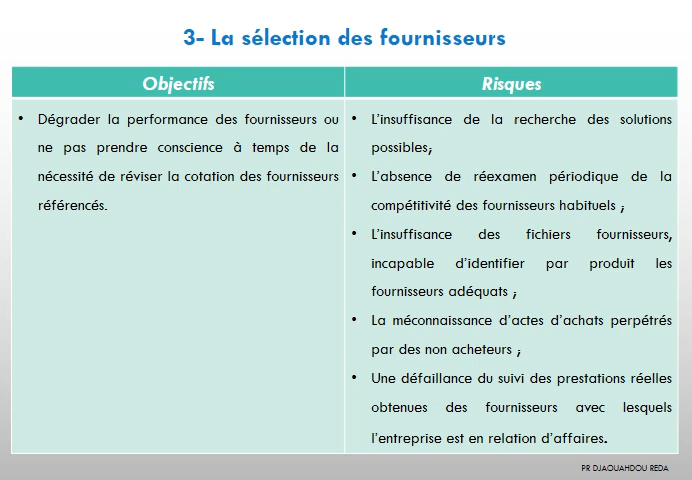 3- La sélection des fournisseurs
Objectifs
Risques
• Dégrader la performance des fournisseurs ou
ne pas prendre conscience à temps de la
nécessité de réviser la cotation des fournisseurs
référencés.
• L'insuffisance de la recherche des solutions
possibles;
• L'absence de réexamen périodique de la
compétitivité des fournisseurs habituels ;
• L'insuffisance des fichiers fournisseurs,
incapable d'identifier par produit les
fournisseurs adéquats ;
• La méconnaissance d'actes d'achats perpétrés
par des non acheteurs ;
• Une défaillance du suivi des prestations réelles
obtenues des fournisseurs avec lesquels
l'entreprise est en relation d'affaires.
PR DJAOUAHDOU REDA